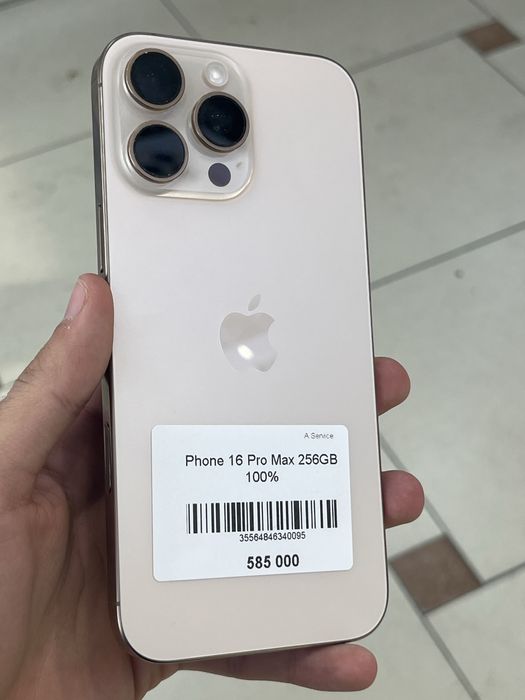 A Service
Phone 16 Pro Max 256GB
100%
35564846340095
585 000